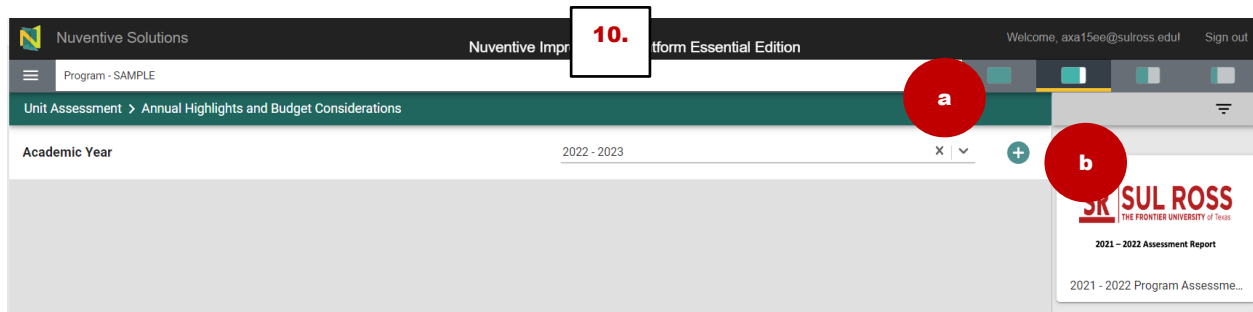 Nuventive Solutions
10.
Nuventive Impr tform Essential Edition
Welcome, axa15ee@sulross.edu!
Sign out
Program - SAMPLE
a
Unit Assessment > Annual Highlights and Budget Considerations
Academic Year
2022 - 2023
b
SR SUL ROSS
THE FRONTIER UNIVERSITY of Texas
2021 – 2022 Assessment Report
2021 - 2022 Program Assessme...